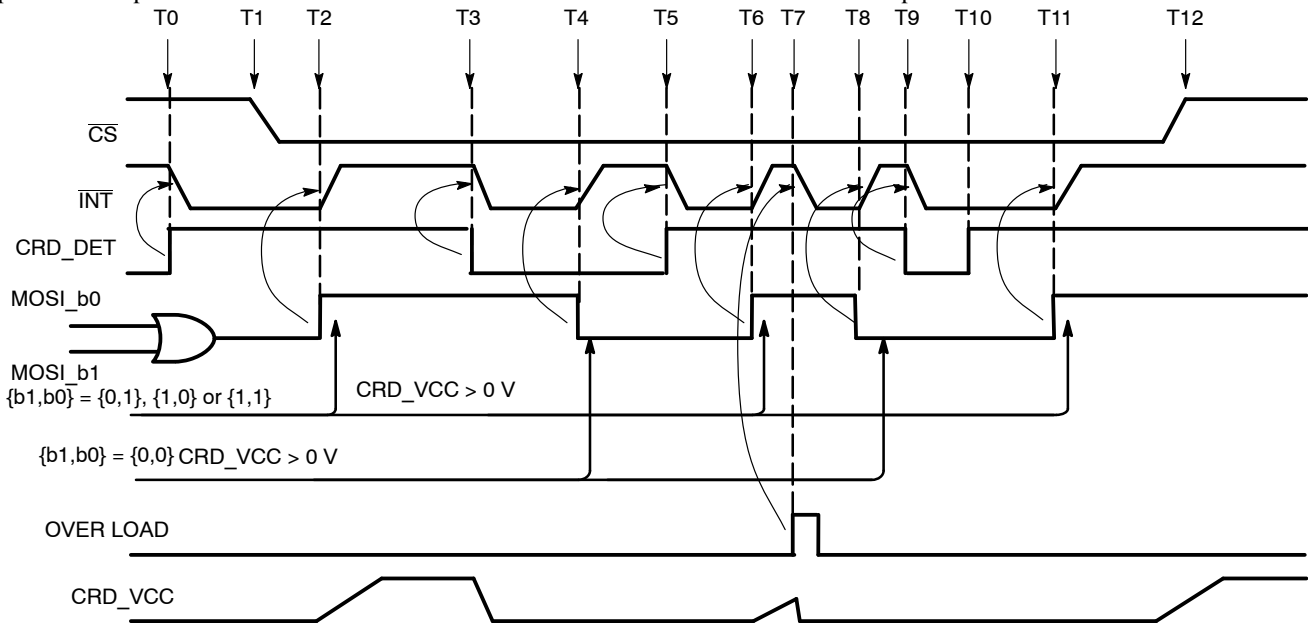 T0 T1 T2 T3 T4 T5 T6 T7 T8 T9 T10 T11 T12
CS
INT
CRD_DET
MOSI_b0
MOSI_b1
{b1,b0} = {0,1}, {1,0} or {1,1}
CRD_VCC > 0 V
{b1,b0} = {0,0} CRD_VCC > 0 V
OVER LOAD
CRD_VCC